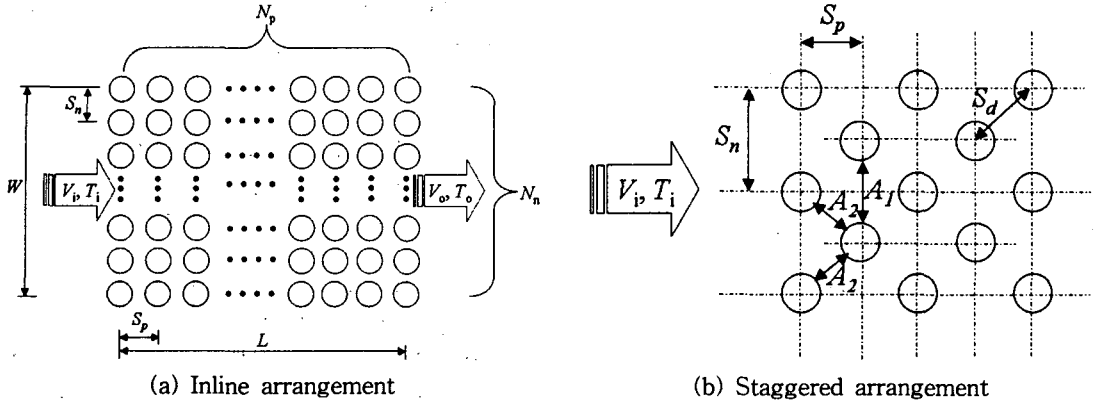 N_p
S_n
W
V_i, T_i
V_o, T_o
N_n
S_p
L
(a) Inline arrangement
S_p
S_n
S_d
V_i, T_i
A_1
A_2
A_2
(b) Staggered arrangement